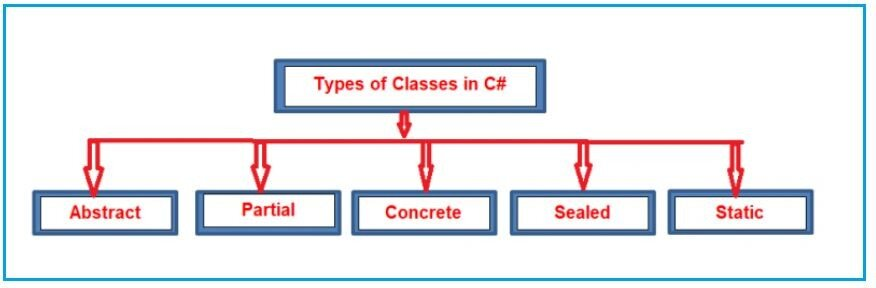 Types of Classes in C#
Abstract
Partial
Concrete
Sealed
Static